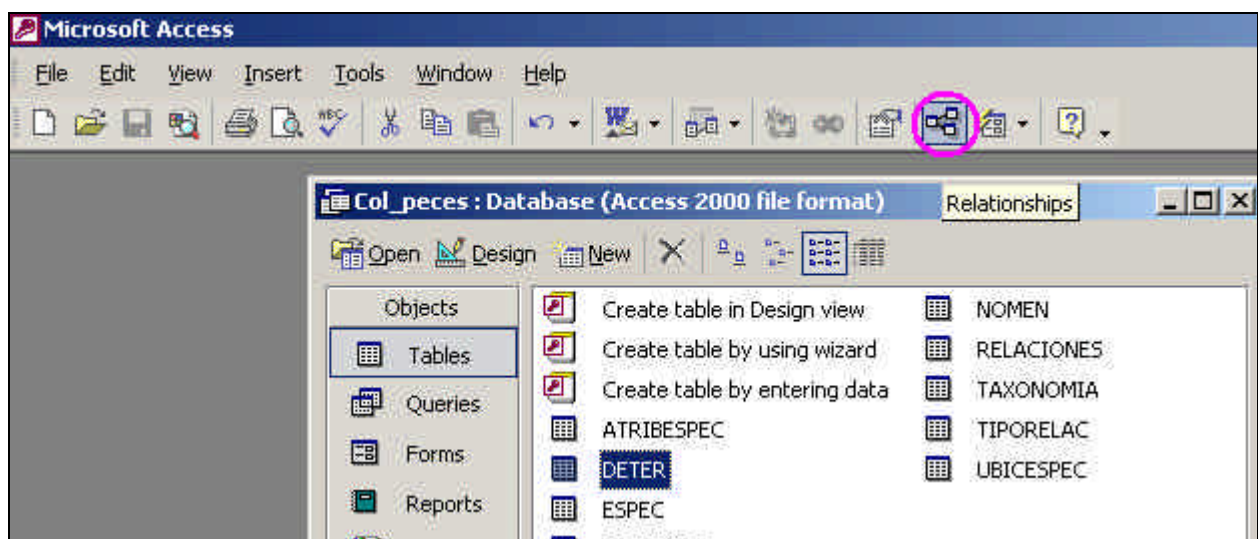 Microsoft Access
File Edit View Insert Tools Window Help
Col_peces : Database (Access 2000 file format)
Relationships
Open Design New
Objects
Tables
Queries
Forms
Reports
Create table in Design view
Create table by using wizard
Create table by entering data
ATRIBESPEC
DETER
ESPEC
NOMEN
RELACIONES
TAXONOMIA
TIPORELAC
UBICESPEC